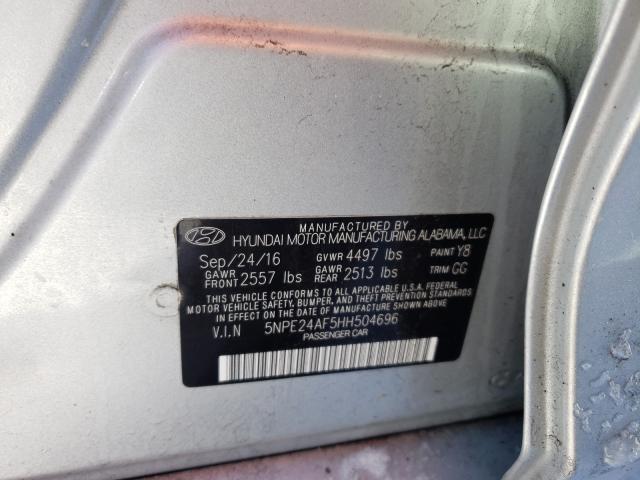 MANUFACTURED BY
HYUNDAI MOTOR MANUFACTURING ALABAMA, LLC
Sep/24/16 GVWR 4497 lbs PAINT Y8
GAWR FRONT 2557 lbs GAWR REAR 2513 lbs TRIM GG
THIS VEHICLE CONFORMS TO ALL APPLICABLE U.S.A FEDERAL
MOTOR VEHICLE SAFETY, BUMPER, AND THEFT PREVENTION STANDARDS
IN EFFECT ON THE DATE OF MANUFACTURE SHOWN ABOVE
V.I.N 5NPE24AF5HH504696
PASSENGER CAR